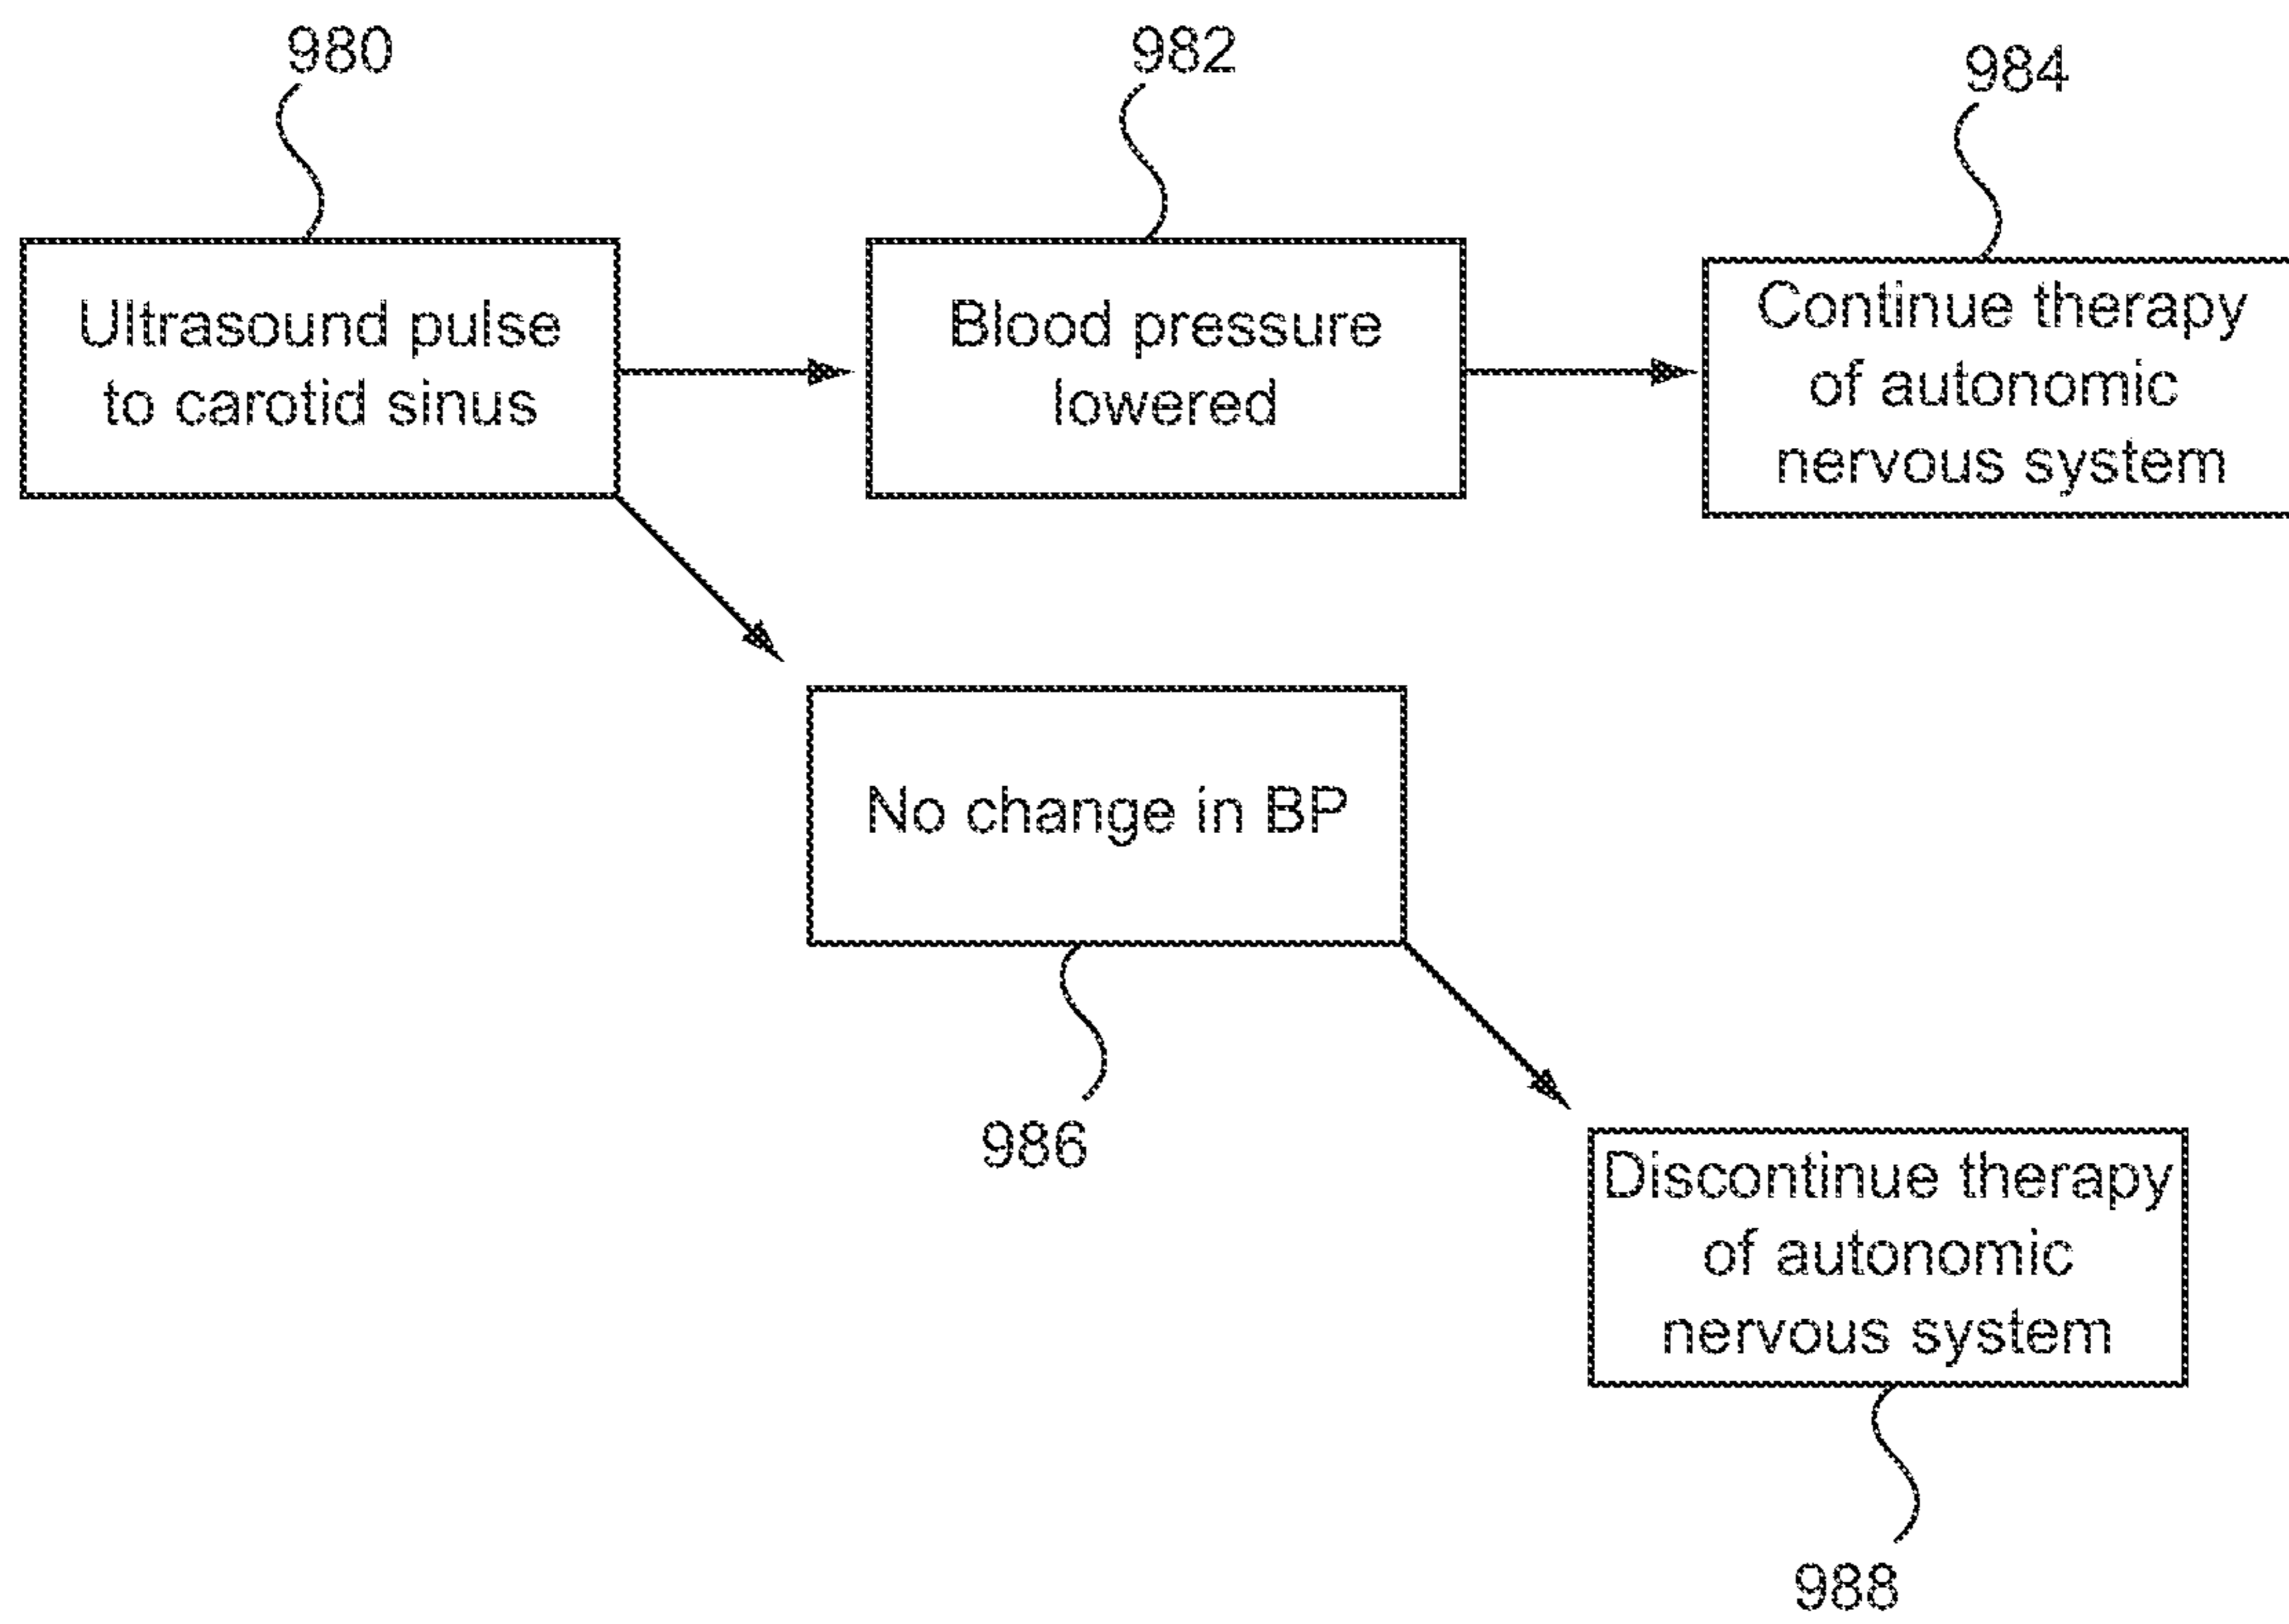 980
982
984
Ultrasound pulse
to carotid sinus
Blood pressure
lowered
Continue therapy
of autonomic
nervous system
No change in BP
986
Discontinue therapy
of autonomic
nervous system
988